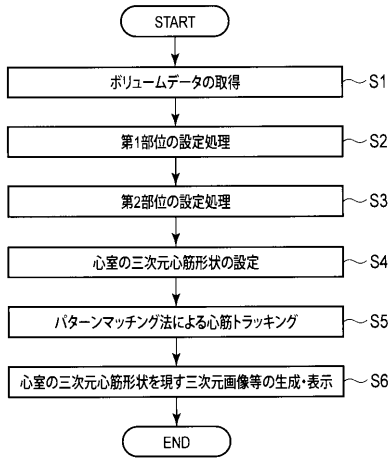 START
ボリュームデータの取得 S1
第1部位の設定処理 S2
第2部位の設定処理 S3
心室の三次元心筋形状の設定 S4
パターンマッチング法による心筋トラッキング S5
心室の三次元心筋形状を現す三次元画像等の生成・表示 S6
END